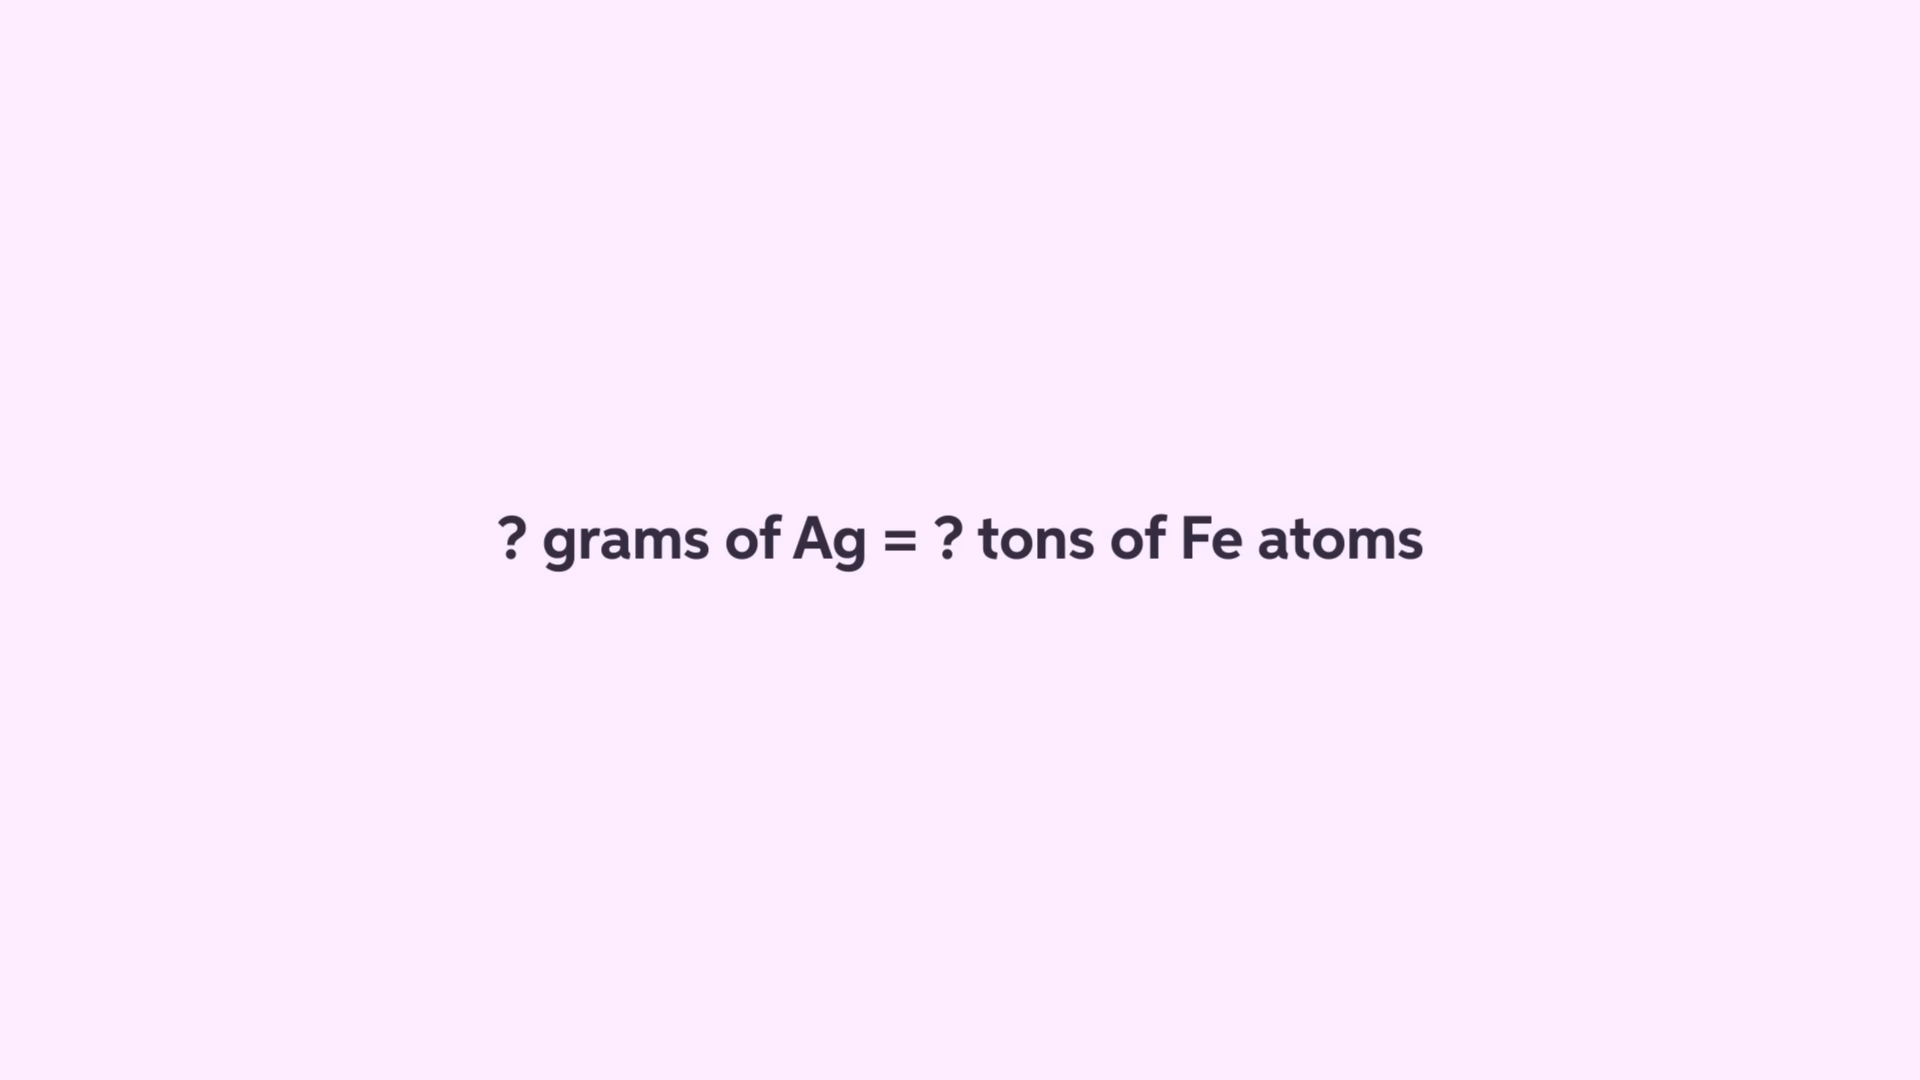 ? grams of Ag = ? tons of Fe atoms